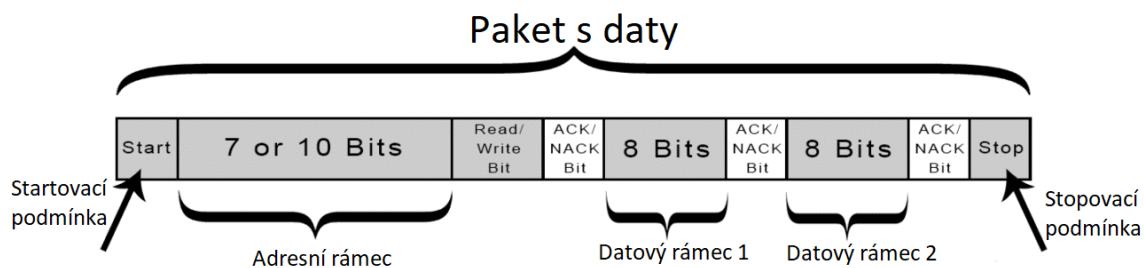 Paket s daty
Start
7 or 10 Bits
Read/
Write
Bit
ACK/
NACK
Bit
8 Bits
ACK/
NACK
Bit
8 Bits
ACK/
NACK
Bit
Stop
Startovací
podmínka
Adresní rámec
Datový rámec 1
Datový rámec 2
Stopovací
podmínka